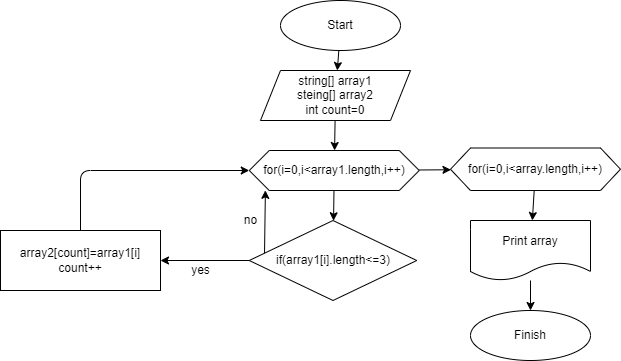 Start
string[] array1
steing[] array2
int count=0
for(i=0,i<array1.length,i++)
for(i=0,i<array.length,i++)
no
Print array
array2[count]=array1[i]
count++
yes
if(array1[i].length<=3)
Finish